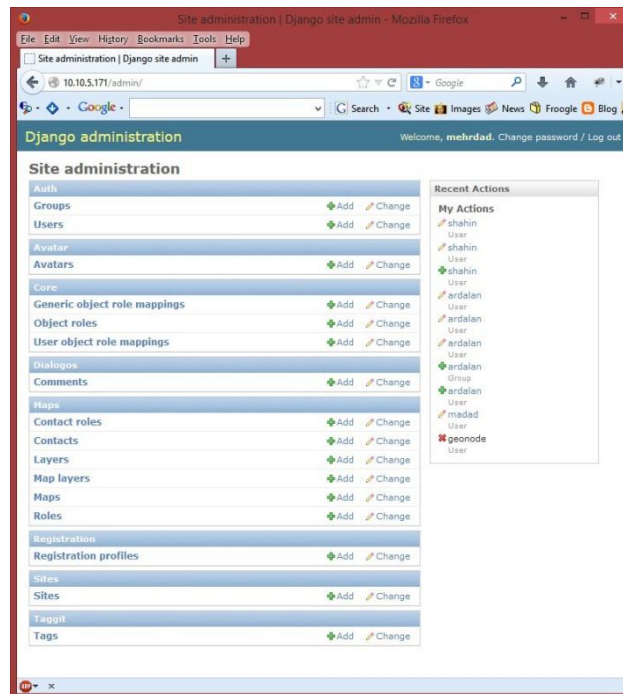 Site administration | Django site admin - Mozilla Firefox
File Edit View History Bookmarks Tools Help
Site administration | Django site admin
10.10.5.171/admin/
Google
Google Search Site Images News Froogle Blog
Django administration
Welcome, mehrdad. Change password / Log out
Site administration
Auth
Groups Add Change
Users Add Change
Avatar
Avatars Add Change
Core
Generic object role mappings Add Change
Object roles Add Change
User object role mappings Add Change
Dialogos
Comments Add Change
Maps
Contact roles Add Change
Contacts Add Change
Layers Add Change
Map layers Add Change
Maps Add Change
Roles Add Change
Registration
Registration profiles Add Change
Sites
Sites Add Change
Taggit
Tags Add Change
Recent Actions
My Actions
shahin
User
shahin
User
shahin
User
ardalan
User
ardalan
User
ardalan
User
ardalan
Group
ardalan
User
madad
User
geonode
User